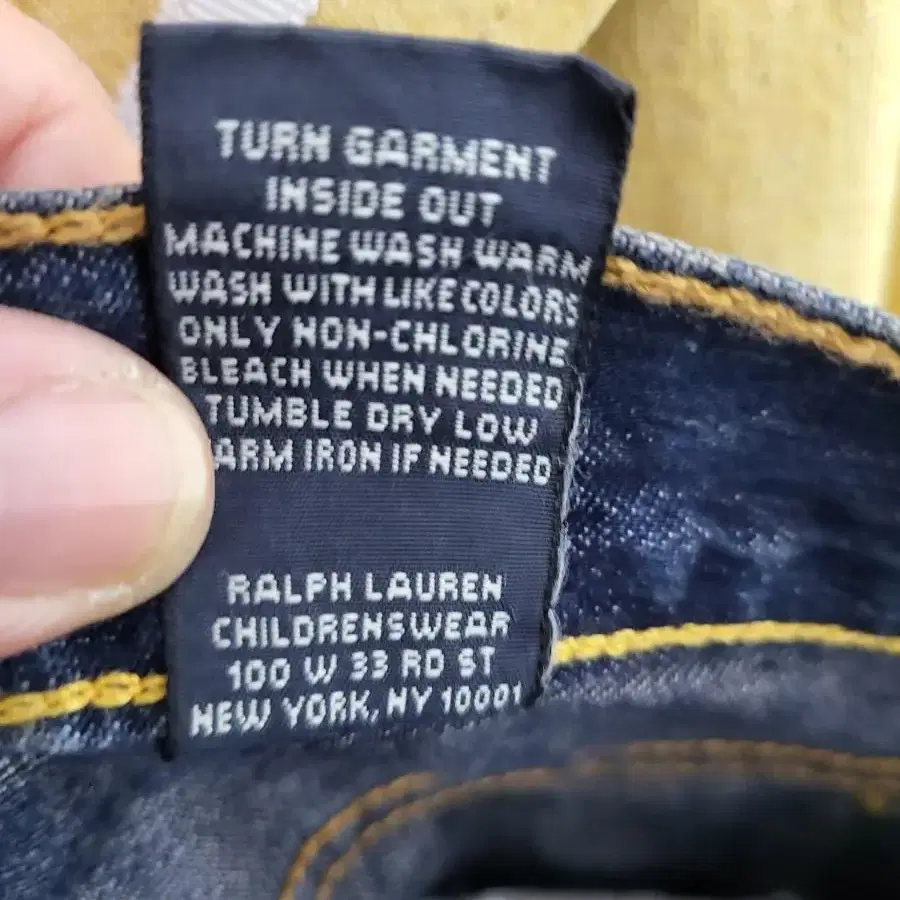 TURN GARMENT
INSIDE OUT
MACHINE WASH WARM
WASH WITH LIKE COLORS
ONLY NON-CHLORINE
BLEACH WHEN NEEDED
TUMBLE DRY LOW
ARM IRON IF NEEDED
RALPH LAUREN
CHILDRENSWEAR
100 W 33 RD ST
NEW YORK, NY 10001